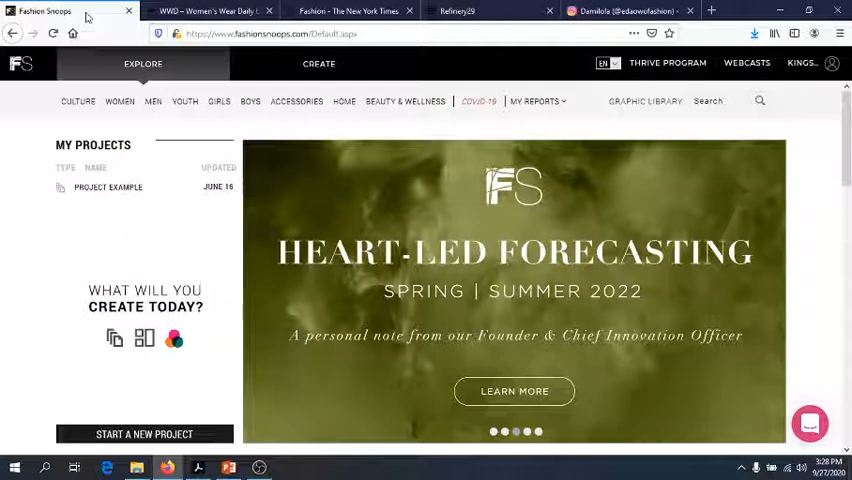 Fashion Snoops
WWD – Women's Wear Daily
Fashion - The New York Times
Refinery29
Damilola (@edaowofashion)
https://www.fashionsnoops.com/Default.aspx
FS
EXPLORE
CREATE
EN
THRIVE PROGRAM
WEBCASTS
KINGS..
CULTURE WOMEN MEN YOUTH GIRLS BOYS ACCESSORIES HOME BEAUTY & WELLNESS COVID-19 MY REPORTS GRAPHIC LIBRARY Search
MY PROJECTS
TYPE NAME UPDATED
PROJECT EXAMPLE JUNE 16
WHAT WILL YOU
CREATE TODAY?
START A NEW PROJECT
FS
HEART-LED FORECASTING
SPRING | SUMMER 2022
A personal note from our Founder & Chief Innovation Officer
LEARN MORE
3:28 PM
9/27/2020